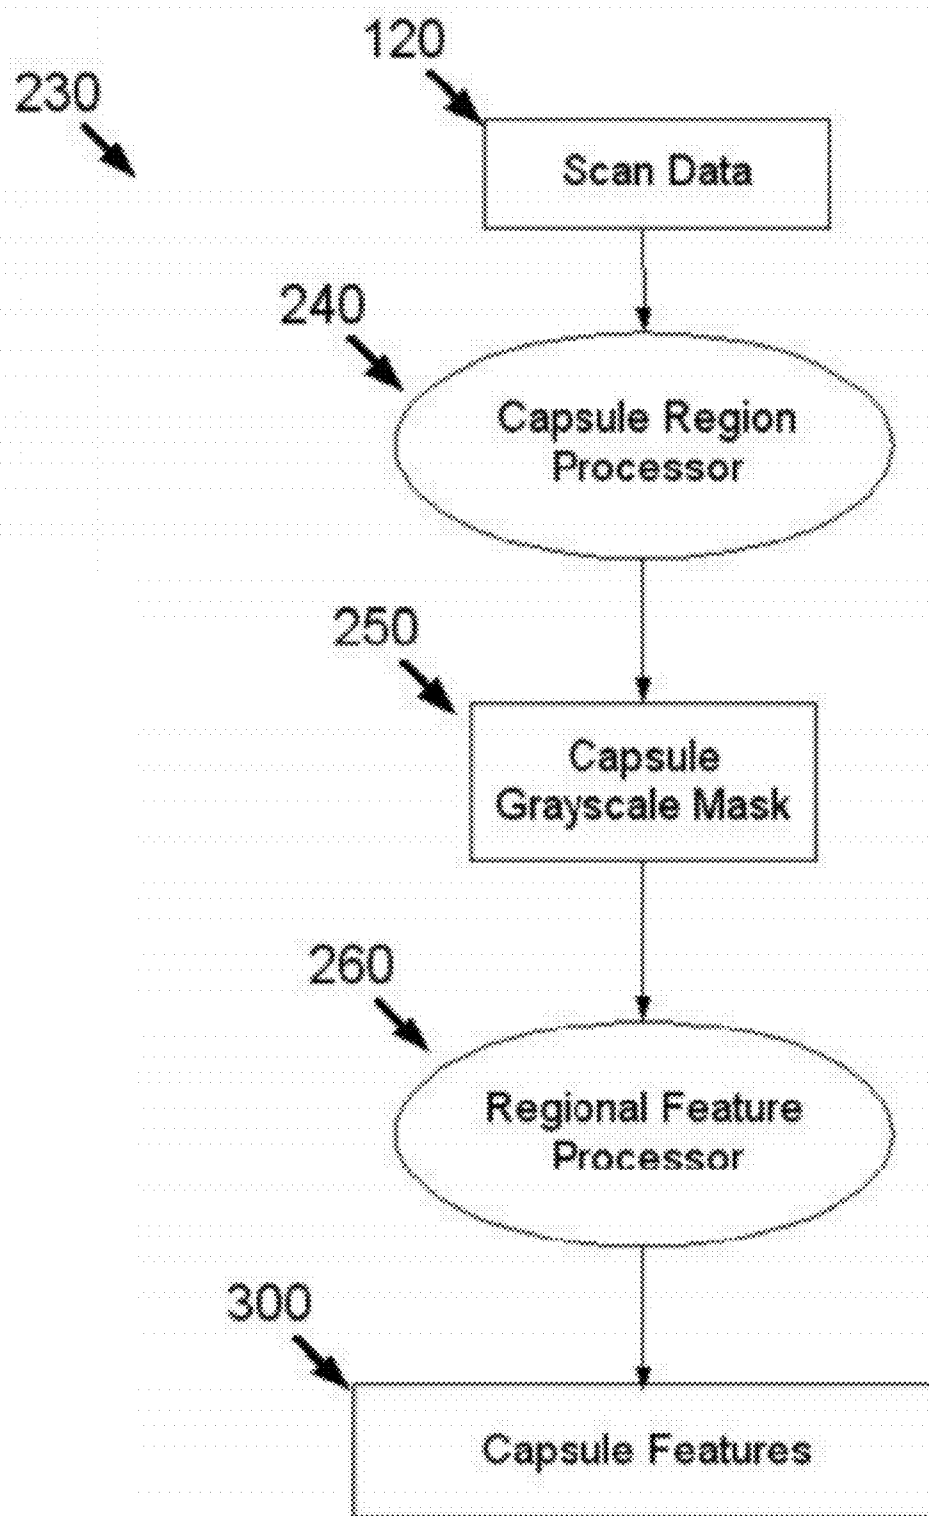 120
230
Scan Data
240
Capsule Region
Processor
250
Capsule
Grayscale Mask
260
Regional Feature
Processor
300
Capsule Features